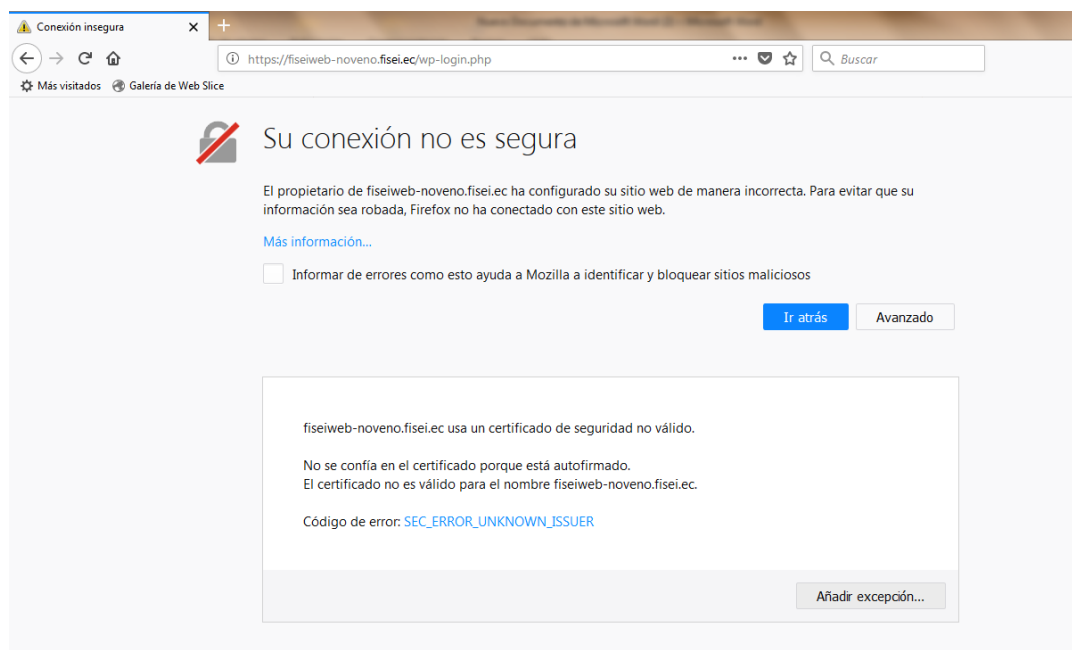 Conexión insegura
https://fiseiweb-noveno.fisei.ec/wp-login.php
Buscar
Más visitados Galería de Web Slice
Su conexión no es segura
El propietario de fiseiweb-noveno.fisei.ec ha configurado su sitio web de manera incorrecta. Para evitar que su
información sea robada, Firefox no ha conectado con este sitio web.
Más información...
Informar de errores como esto ayuda a Mozilla a identificar y bloquear sitios maliciosos
Ir atrás Avanzado
fiseiweb-noveno.fisei.ec usa un certificado de seguridad no válido.
No se confía en el certificado porque está autofirmado.
El certificado no es válido para el nombre fiseiweb-noveno.fisei.ec.
Código de error: SEC_ERROR_UNKNOWN_ISSUER
Añadir excepción...